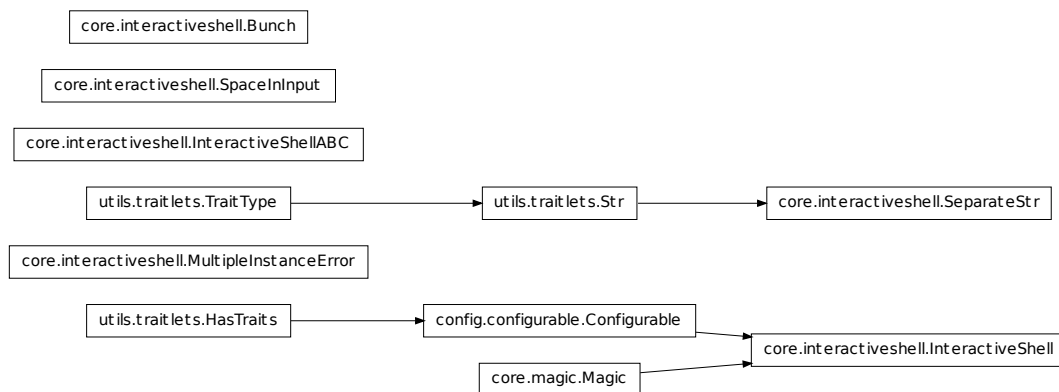 core.interactiveshell.Bunch
core.interactiveshell.SpaceInInput
core.interactiveshell.InteractiveShellABC
utils.traitlets.TraitType
utils.traitlets.Str
core.interactiveshell.SeparateStr
core.interactiveshell.MultipleInstanceError
utils.traitlets.HasTraits
config.configurable.Configurable
core.interactiveshell.InteractiveShell
core.magic.Magic